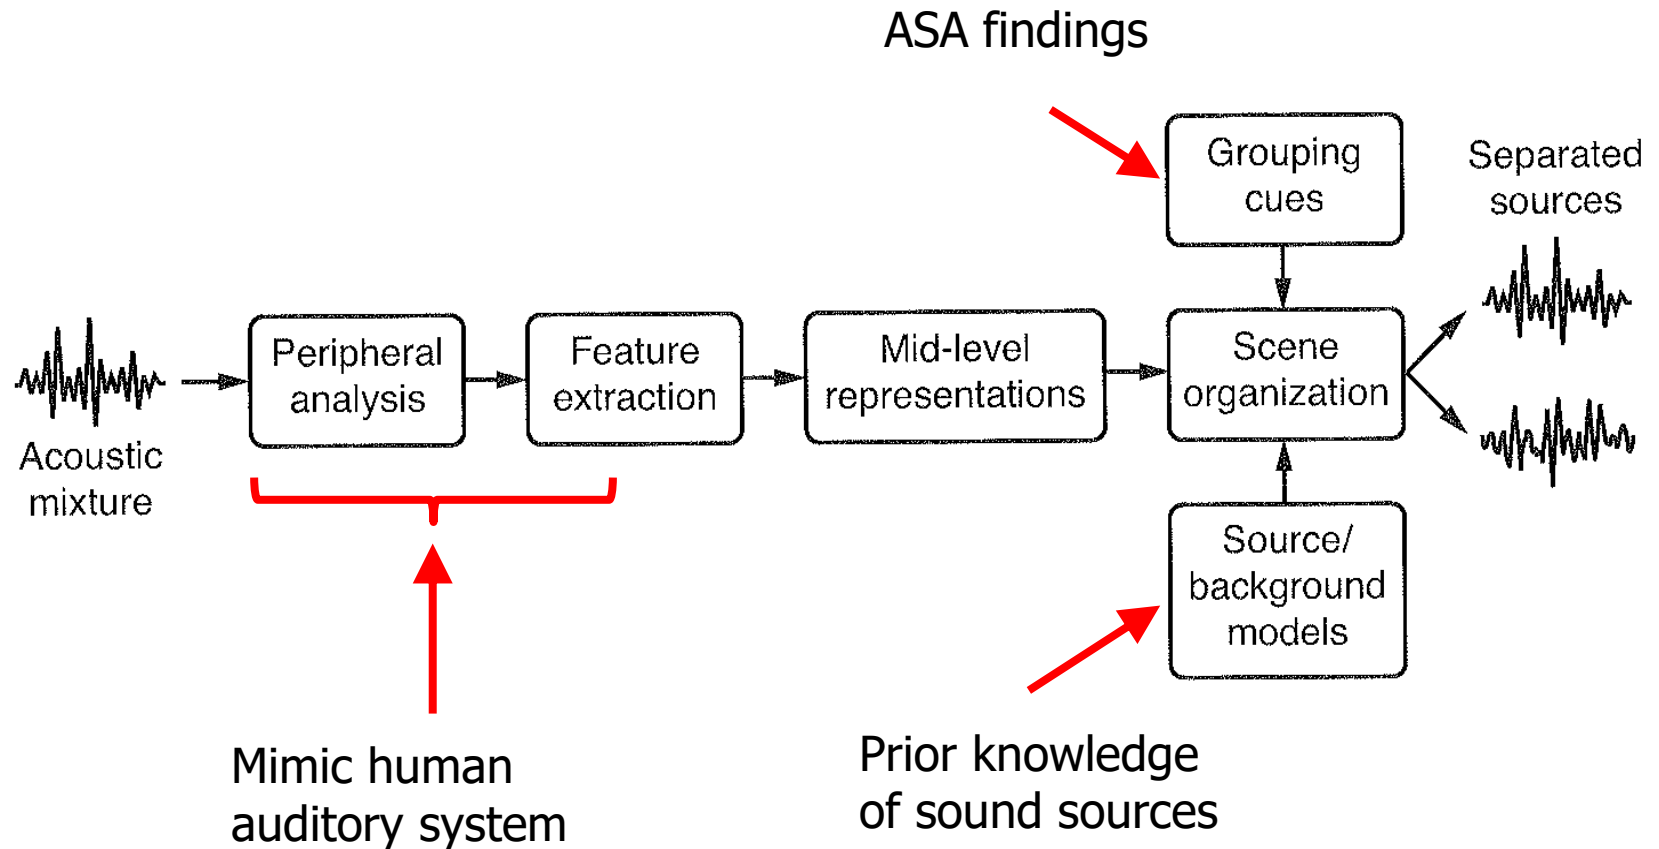 ASA findings
Grouping
cues
Separated
sources
Acoustic
mixture
Peripheral
analysis
Feature
extraction
Mid-level
representations
Scene
organization
Source/
background
models
Mimic human
auditory system
Prior knowledge
of sound sources